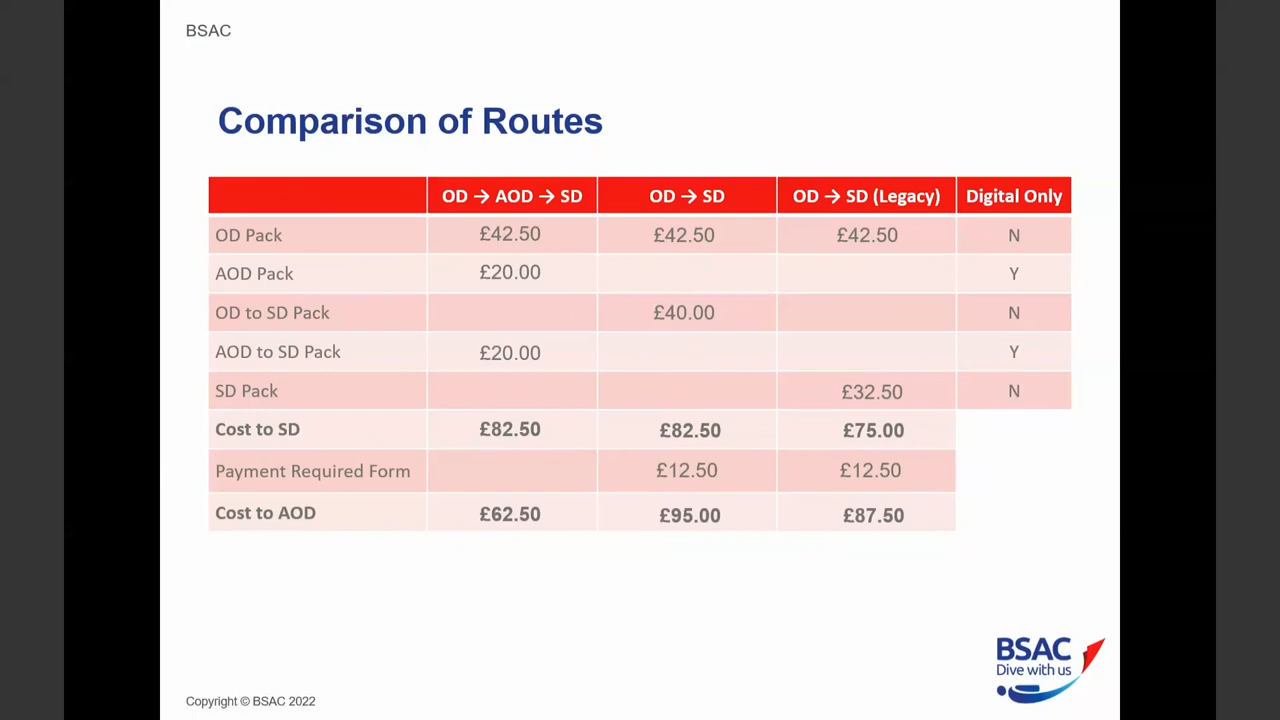 BSAC
Comparison of Routes
OD → AOD → SD OD → SD OD → SD (Legacy) Digital Only
OD Pack £42.50 £42.50 £42.50 N
AOD Pack £20.00 Y
OD to SD Pack £40.00 N
AOD to SD Pack £20.00 Y
SD Pack £32.50 N
Cost to SD £82.50 £82.50 £75.00
Payment Required Form £12.50 £12.50
Cost to AOD £62.50 £95.00 £87.50
BSAC
Dive with us
Copyright © BSAC 2022